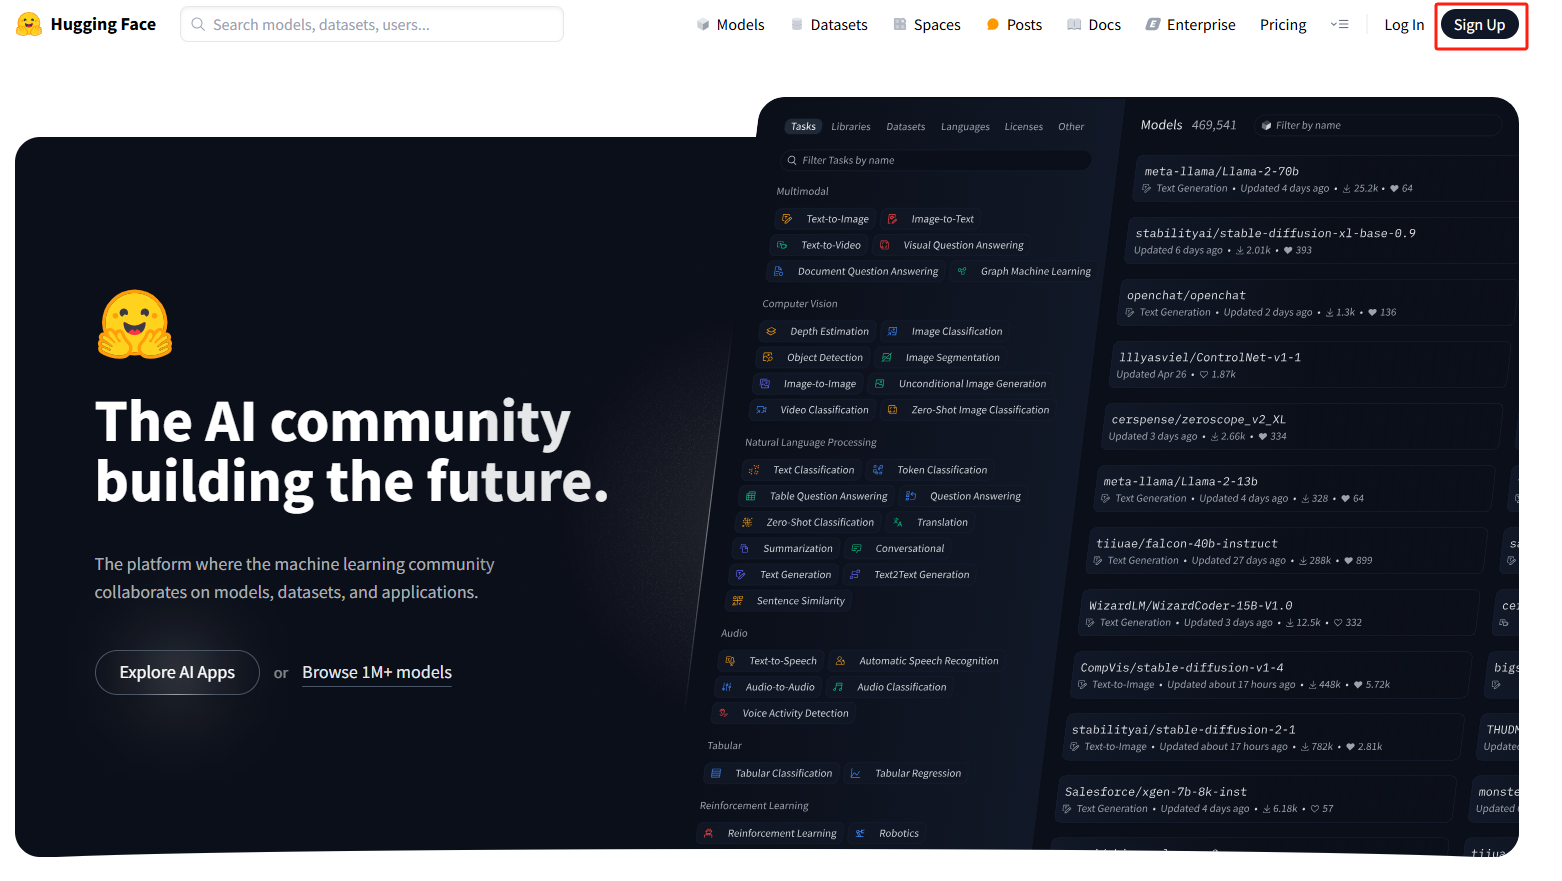 Hugging Face
Search models, datasets, users...
Models
Datasets
Spaces
Posts
Docs
Enterprise
Pricing
Log In
Sign Up
The AI community
building the future.
The platform where the machine learning community
collaborates on models, datasets, and applications.
Explore AI Apps or Browse 1M+ models
Tasks Libraries Datasets Languages Licenses Other
Filter Tasks by name
Multimodal
Text-to-Image Image-to-Text
Text-to-Video Visual Question Answering
Document Question Answering Graph Machine Learning
Computer Vision
Depth Estimation Image Classification
Object Detection Image Segmentation
Image-to-Image Unconditional Image Generation
Video Classification Zero-Shot Image Classification
Natural Language Processing
Text Classification Token Classification
Table Question Answering Question Answering
Zero-Shot Classification Translation
Summarization Conversational
Text Generation Text2Text Generation
Sentence Similarity
Audio
Text-to-Speech Automatic Speech Recognition
Audio-to-Audio Audio Classification
Voice Activity Detection
Tabular
Tabular Classification Tabular Regression
Reinforcement Learning
Reinforcement Learning Robotics
Models 469,541 Filter by name
meta-llama/Llama-2-70b
Text Generation • Updated 4 days ago • 25.2k • 64
stabilityai/stable-diffusion-xl-base-0.9
Updated 6 days ago • 2.01k • 393
openchat/openchat
Text Generation • Updated 2 days ago • 1.3k • 136
lllyasviel/ControlNet-v1-1
Updated Apr 26 • 1.87k
cerspense/zeroscope_v2_XL
Updated 3 days ago • 2.66k • 334
meta-llama/Llama-2-13b
Text Generation • Updated 4 days ago • 328 • 64
tiiuae/falcon-40b-instruct
Text Generation • Updated 27 days ago • 288k • 899
WizardLM/WizardCoder-15B-V1.0
Text Generation • Updated 3 days ago • 12.5k • 332
CompVis/stable-diffusion-v1-4
Text-to-Image • Updated about 17 hours ago • 448k • 5.72k
stabilityai/stable-diffusion-2-1
Text-to-Image • Updated about 17 hours ago • 782k • 2.81k
Salesforce/xgen-7b-8k-inst
Text Generation • Updated 4 days ago • 6.18k • 57
THUDM
Updated
Updated